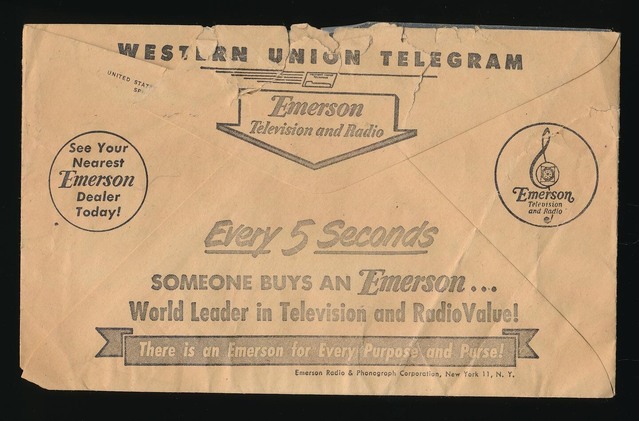 WESTERN UNION TELEGRAM
UNITED STAT
Emerson
Television and Radio
See Your
Nearest
Emerson
Dealer
Today!
Emerson
Television
and Radio
Every 5 Seconds
SOMEONE BUYS AN Emerson...
World Leader in Television and Radio Value!
There is an Emerson for Every Purpose and Purse!
Emerson Radio & Phonograph Corporation, New York 11, N. Y.